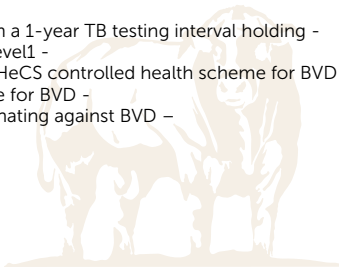 a 1-year TB testing interval holding -
evel1 -
HeCS controlled health scheme for BVD
e for BVD -
nating against BVD –